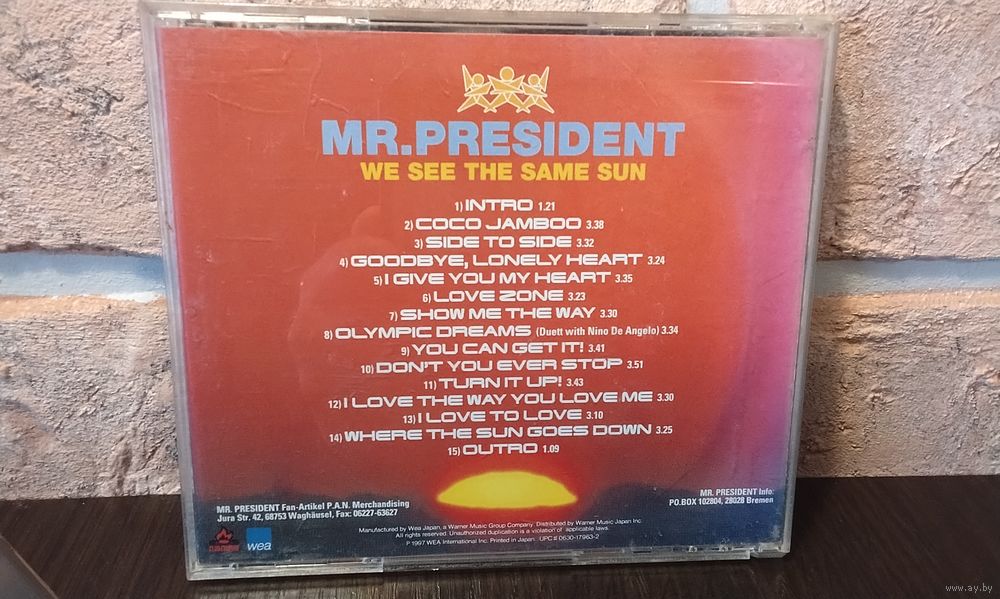 MR.PRESIDENT
WE SEE THE SAME SUN
1) INTRO 1.21
2) COCO JAMBOO 3.38
3) SIDE TO SIDE 3.32
4) GOODBYE, LONELY HEART 3.24
5) I GIVE YOU MY HEART 3.35
6) LOVE ZONE 3.23
7) SHOW ME THE WAY 3.30
8) OLYMPIC DREAMS (Duett with Nino De Angelo) 3.34
9) YOU CAN GET IT! 3.41
10) DON'T YOU EVER STOP 3.51
11) TURN IT UP! 3.43
12) I LOVE THE WAY YOU LOVE ME 3.30
13) I LOVE TO LOVE 3.10
14) WHERE THE SUN GOES DOWN 3.25
15) OUTRO 1.09
MR. PRESIDENT Fan-Artikel P.A.N. Merchandising
Jura Str. 42, 68753 Waghäusel, Fax: 06227-63627
MR. PRESIDENT Info:
PO.BOX 102804, 28028 Bremen
Manufactured by Wea Japan, a Warner Music Group Company. Distributed by Warner Music Japan Inc.
All rights reserved. Unauthorized duplication is a violation of applicable laws.
℗ 1997 WEA International Inc. Printed in Japan. UPC # 0630-17963-2
wea
www.ay.by